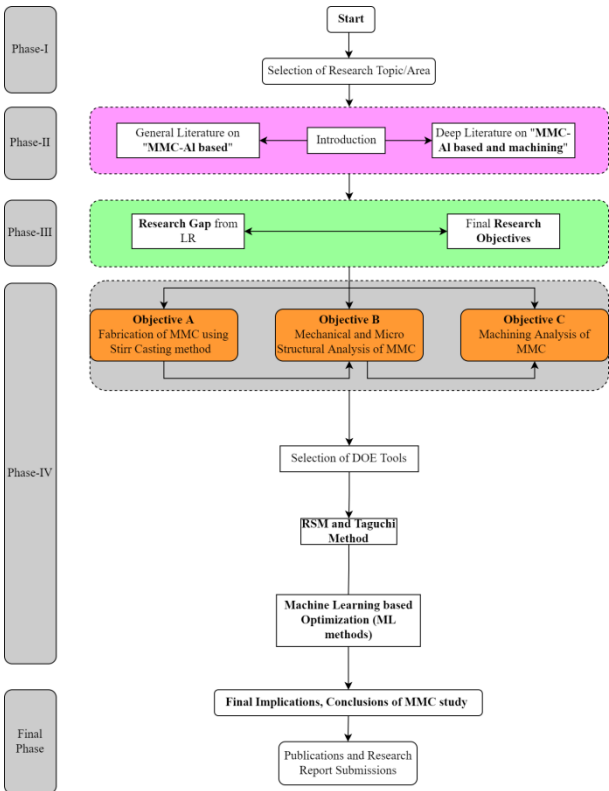 Start
Phase-I
Selection of Research Topic/Area
Phase-II
General Literature on
"MMC-Al based"
Introduction
Deep Literature on "MMC-
Al based and machining"
Phase-III
Research Gap from
LR
Final Research
Objectives
Phase-IV
Objective A
Fabrication of MMC using
Stirr Casting method
Objective B
Mechanical and Micro
Structural Analysis of MMC
Objective C
Machining Analysis of
MMC
Selection of DOE Tools
RSM and Taguchi
Method
Machine Learning based
Optimization (ML
methods)
Final
Phase
Final Implications, Conclusions of MMC study
Publications and Research
Report Submissions